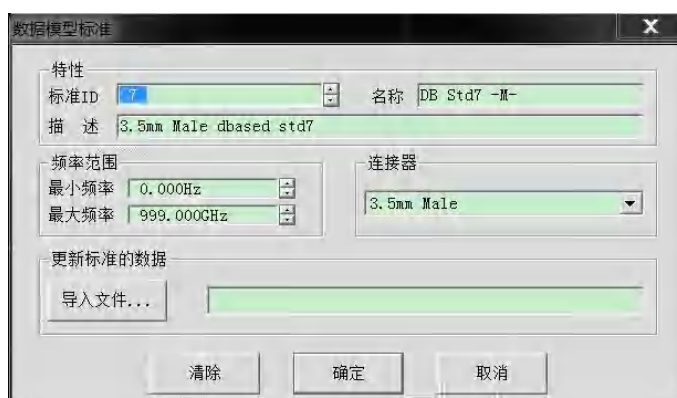 数据模型标准
X
特性
标准ID 7 名称 DB Std7 -M-
描 述 3.5mm Male dbased std7
频率范围 连接器
最小频率 0.000Hz
3.5mm Male
最大频率 999.000GHz
更新标准的数据
导入文件...
清除 确定 取消